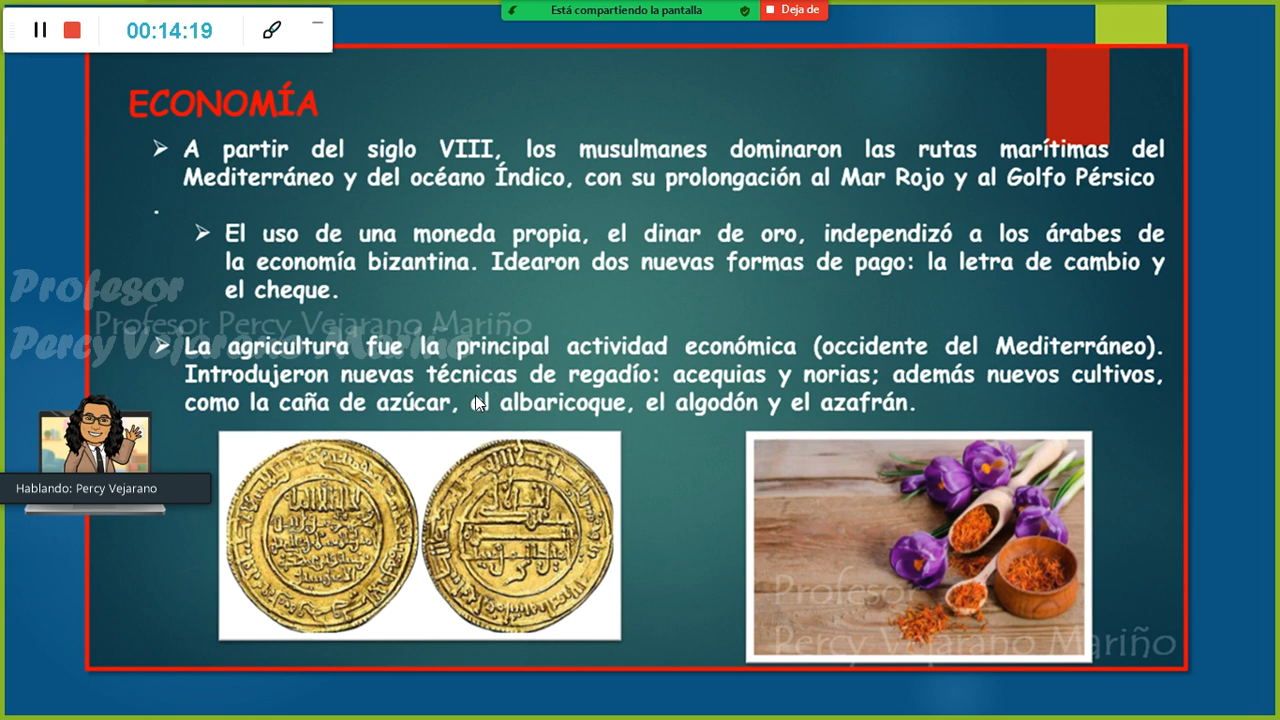 Está compartiendo la pantalla
Deja de
00:14:19
ECONOMÍA
A partir del siglo VIII, los musulmanes dominaron las rutas marítimas del
Mediterráneo y del océano Índico, con su prolongación al Mar Rojo y al Golfo Pérsico
.
El uso de una moneda propia, el dinar de oro, independizó a los árabes de
la economía bizantina. Idearon dos nuevas formas de pago: la letra de cambio y
el cheque.
Profesor
Percy Vejarano Mariño
Profesor Percy Vejarano Mariño
La agricultura fue la principal actividad económica (occidente del Mediterráneo).
Introdujeron nuevas técnicas de regadío: acequias y norias; además nuevos cultivos,
como la caña de azúcar, el albaricoque, el algodón y el azafrán.
Hablando: Percy Vejarano
Profesor
Percy Vejarano Mariño